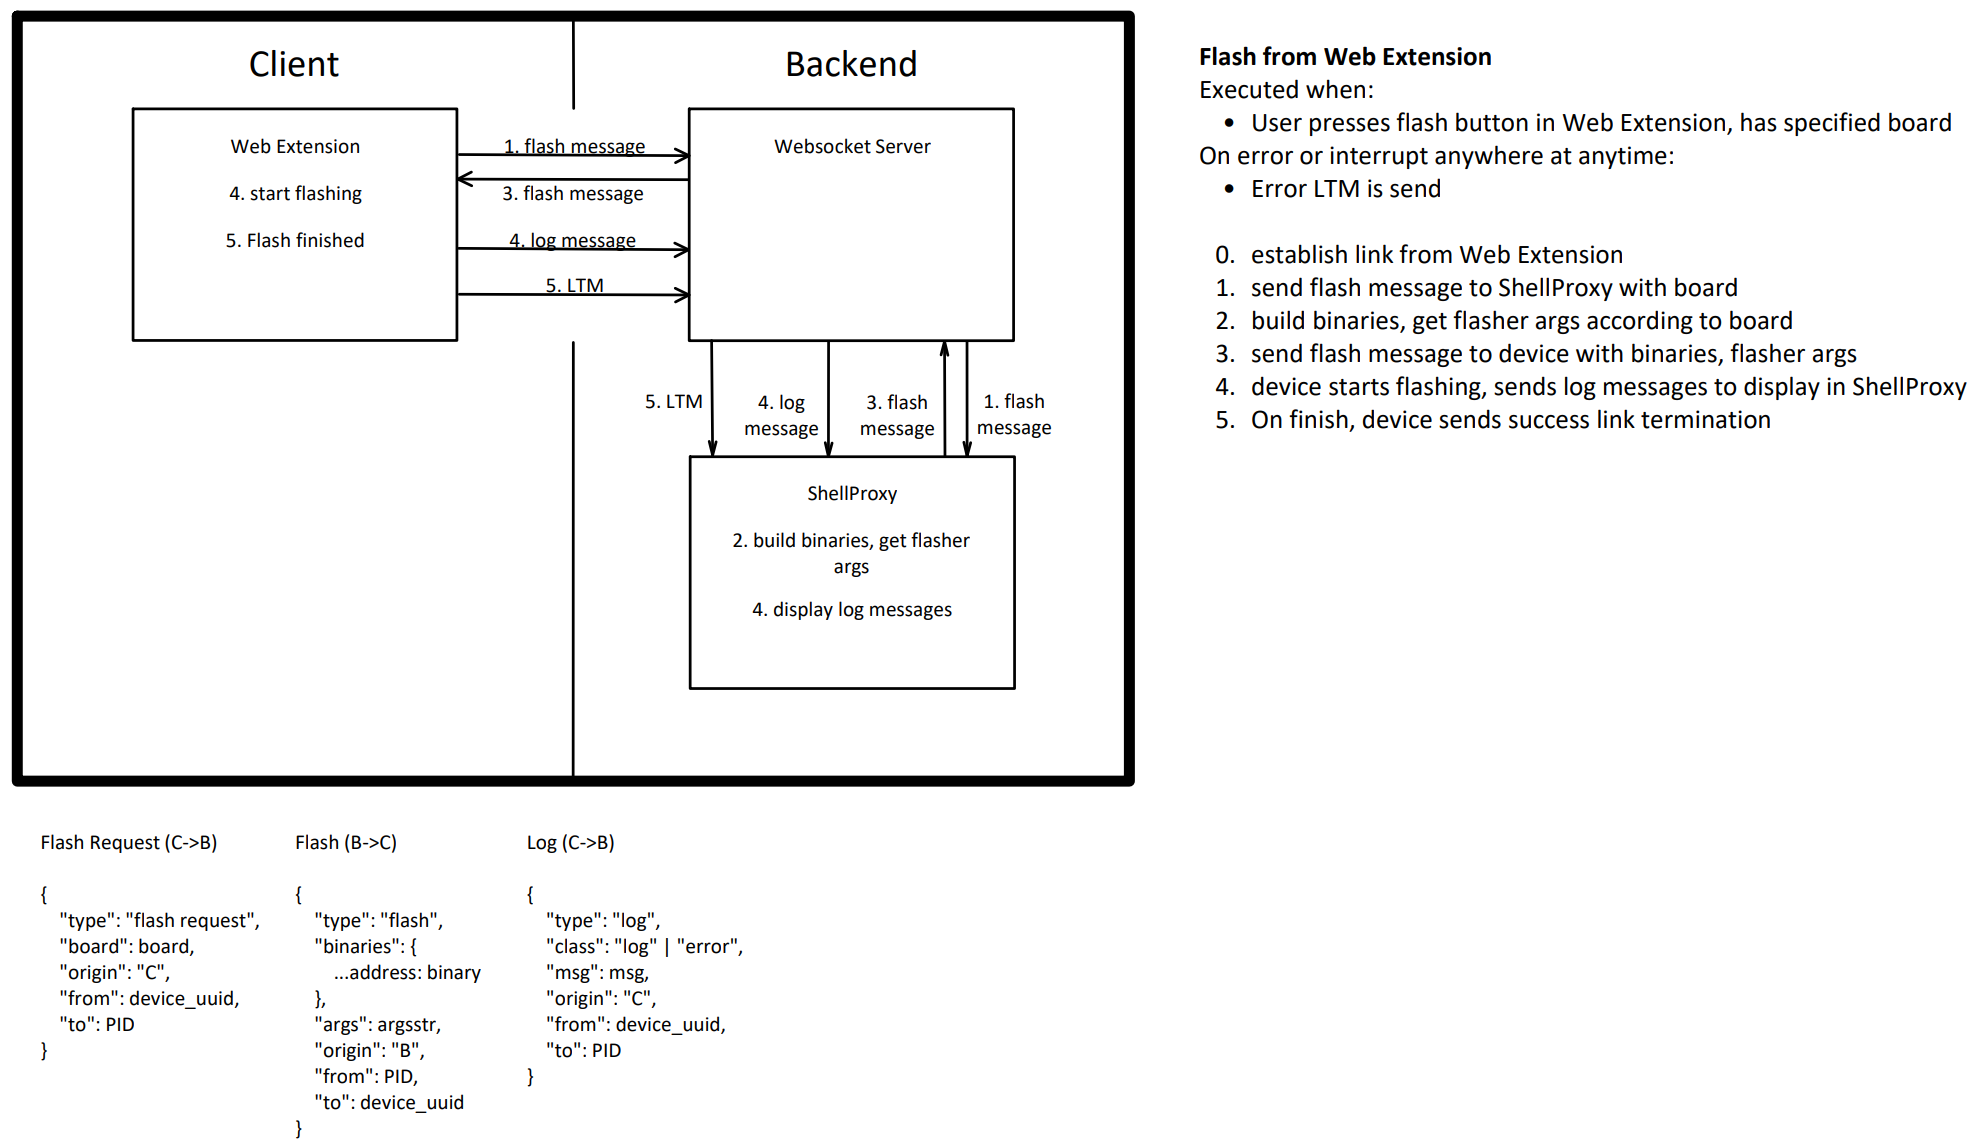 Client
Backend
Web Extension
4. start flashing
5. Flash finished
1. flash message
3. flash message
4. log message
5. LTM
Websocket Server
5. LTM
4. log
message
3. flash
message
1. flash
message
ShellProxy
2. build binaries, get flasher
args
4. display log messages
Flash from Web Extension
Executed when:
• User presses flash button in Web Extension, has specified board
On error or interrupt anywhere at anytime:
• Error LTM is send
0. establish link from Web Extension
1. send flash message to ShellProxy with board
2. build binaries, get flasher args according to board
3. send flash message to device with binaries, flasher args
4. device starts flashing, sends log messages to display in ShellProxy
5. On finish, device sends success link termination
Flash Request (C->B)
{
"type": "flash request",
"board": board,
"origin": "C",
"from": device_uuid,
"to": PID
}
Flash (B->C)
{
"type": "flash",
"binaries": {
...address: binary
},
"args": argsstr,
"origin": "B",
"from": PID,
"to": device_uuid
}
Log (C->B)
{
"type": "log",
"class": "log" | "error",
"msg": msg,
"origin": "C",
"from": device_uuid,
"to": PID
}